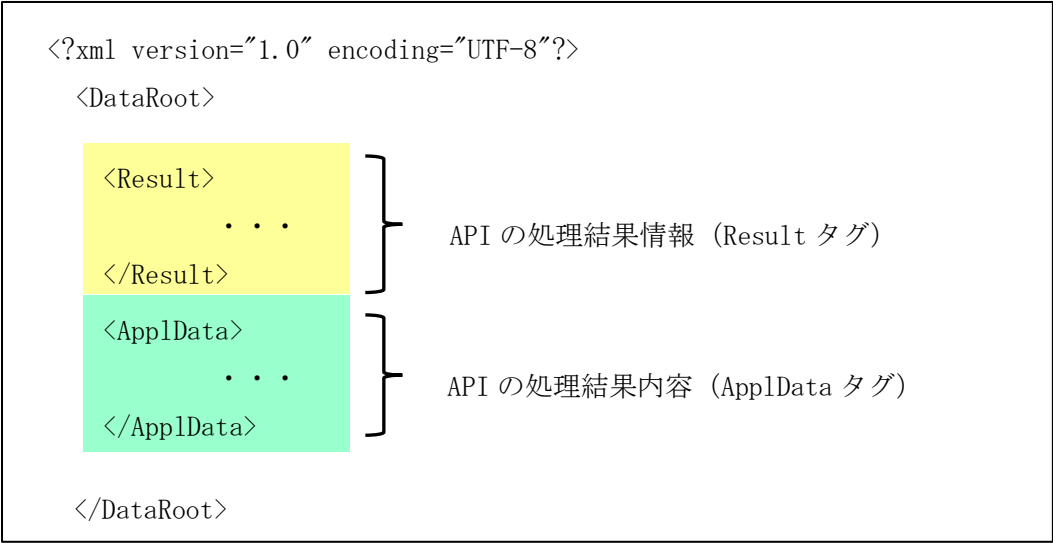 <?xml version="1.0" encoding="UTF-8"?>
<DataRoot>
<Result>
・・・
API の処理結果情報（Result タグ）
</Result>
<ApplData>
・・・
API の処理結果内容（ApplData タグ）
</ApplData>
</DataRoot>